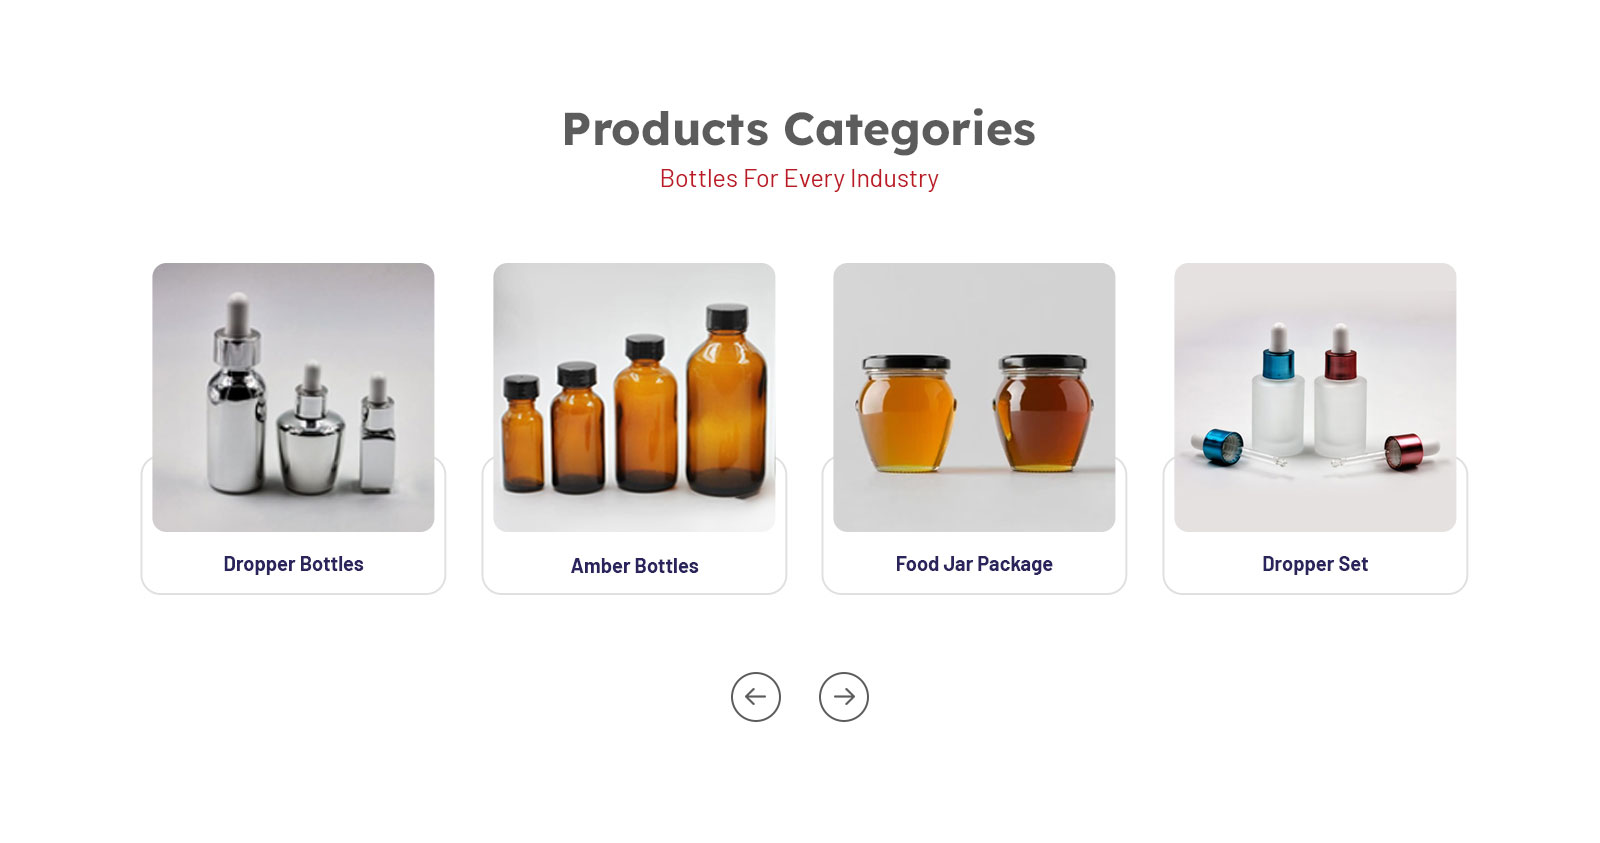 Products Categories
Bottles For Every Industry
Dropper Bottles
Amber Bottles
Food Jar Package
Dropper Set